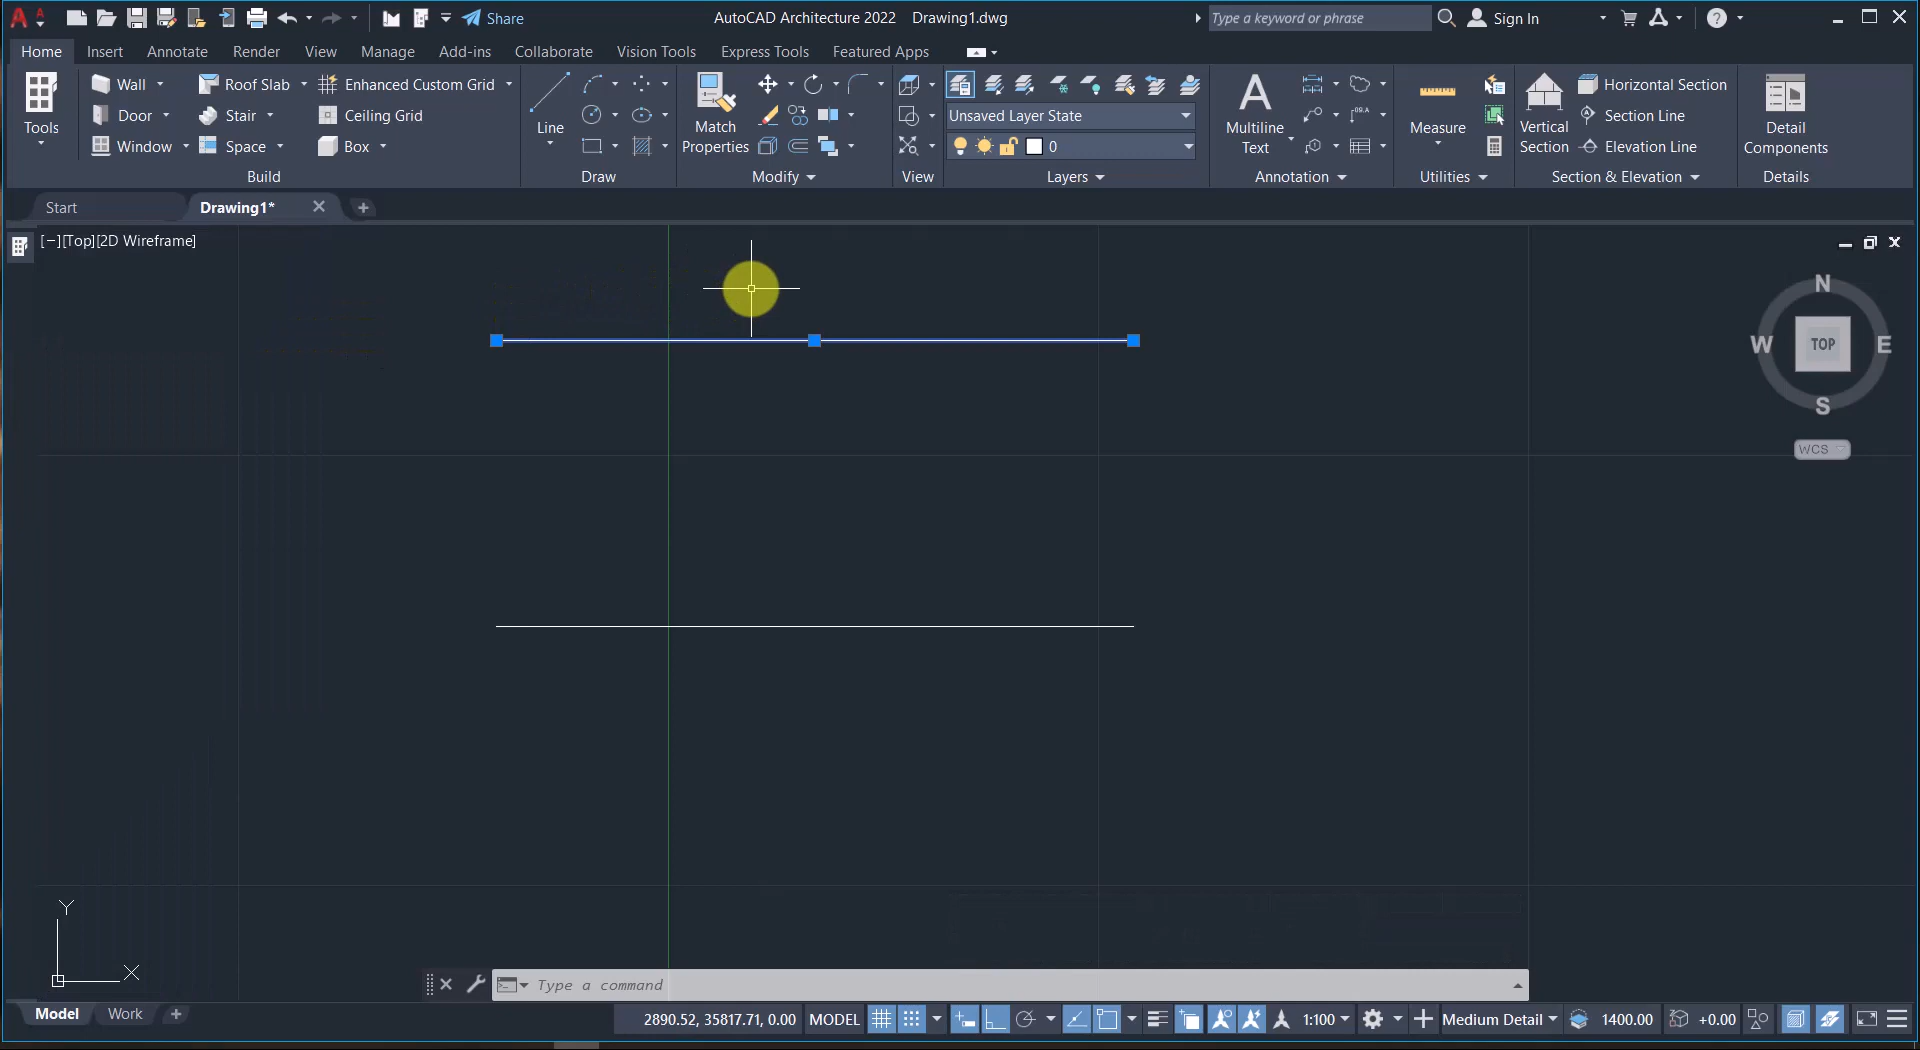 Share
AutoCAD Architecture 2022 Drawing1.dwg
Type a keyword or phrase
Sign In
Home Insert Annotate Render View Manage Add-ins Collaborate Vision Tools Express Tools Featured Apps
Tools
Wall Roof Slab Enhanced Custom Grid
Door Stair Ceiling Grid
Window Space Box
Build
Line
Draw
Match
Properties
Modify
View
Unsaved Layer State
0
Layers
A
Multiline
Text
Annotation
Measure
Utilities
Vertical
Section
Horizontal Section
Section Line
Elevation Line
Section & Elevation
Detail
Components
Details
Start Drawing1*
[−][Top][2D Wireframe]
N
W TOP E
S
WCS
Y
X
Type a command
Model Work
2890.52, 35817.71, 0.00 MODEL 1:100 Medium Detail 1400.00 +0.00